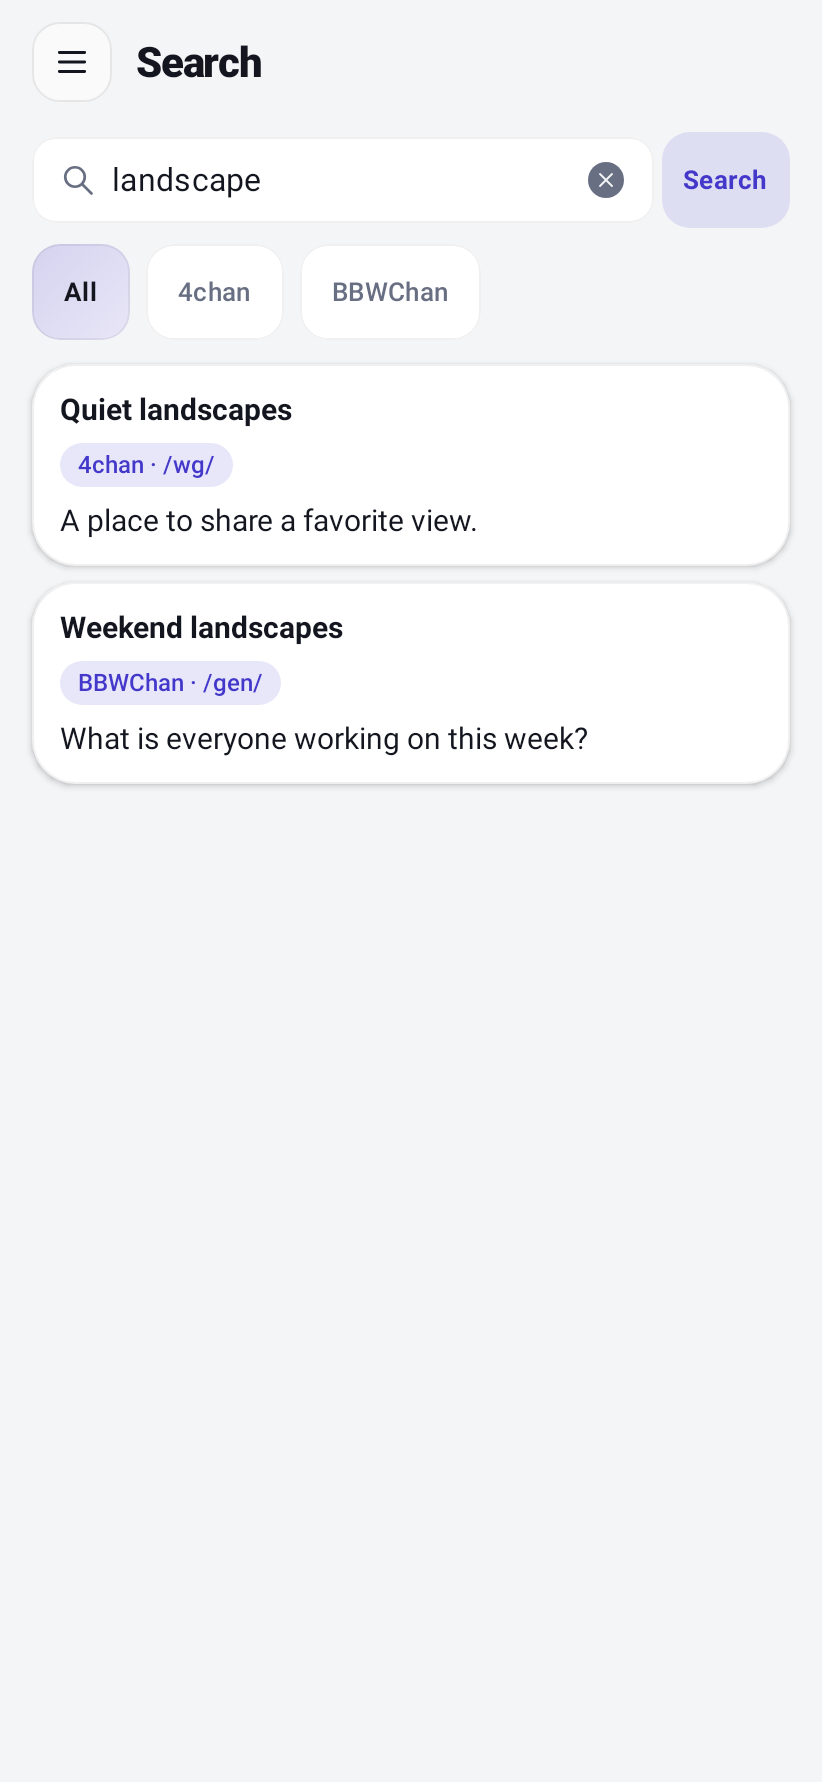 Search
landscape
Search
All
4chan
BBWChan
Quiet landscapes
4chan · /wg/
A place to share a favorite view.
Weekend landscapes
BBWChan · /gen/
What is everyone working on this week?